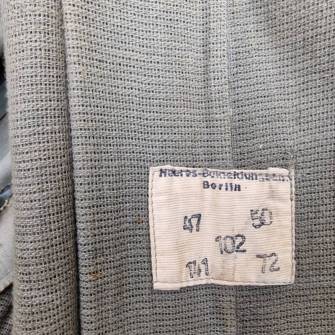 Heeres-Bekleidungsamt
Berlin
47 50
102
141 72